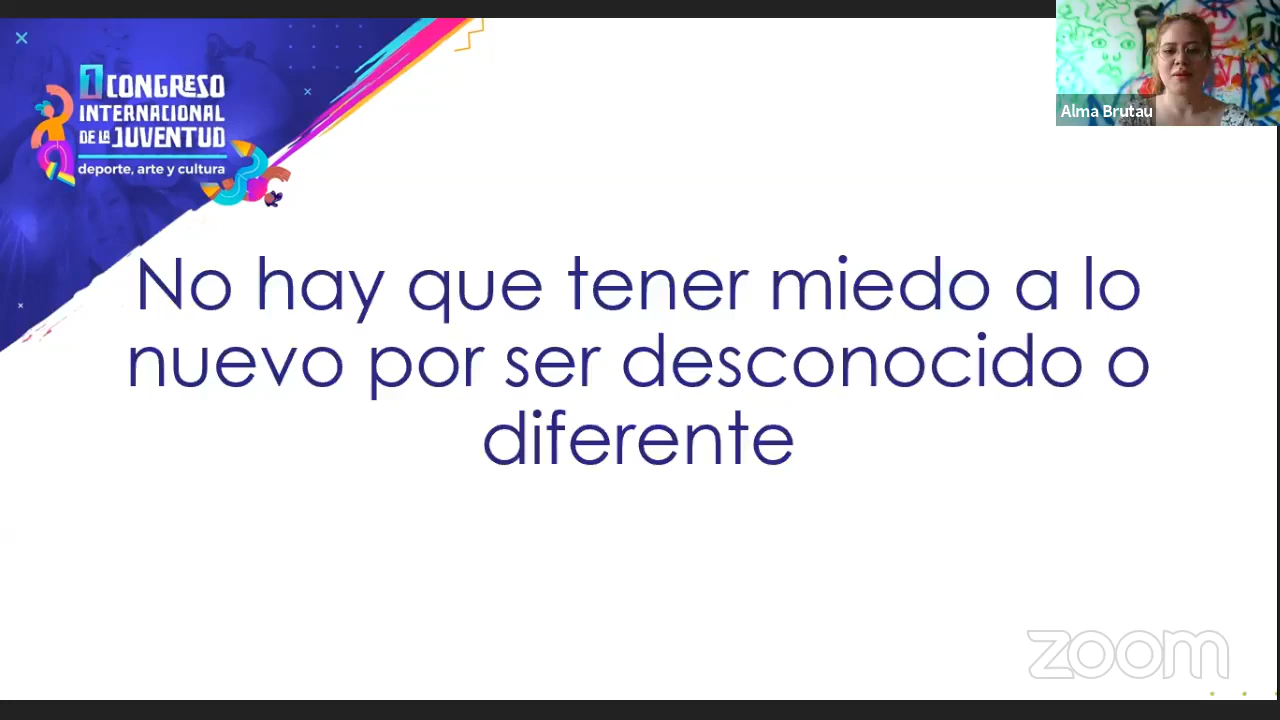 1 CONGRESO
INTERNACIONAL
DE LA JUVENTUD
deporte, arte y cultura
Alma Brutau
No hay que tener miedo a lo
nuevo por ser desconocido o
diferente
zoom